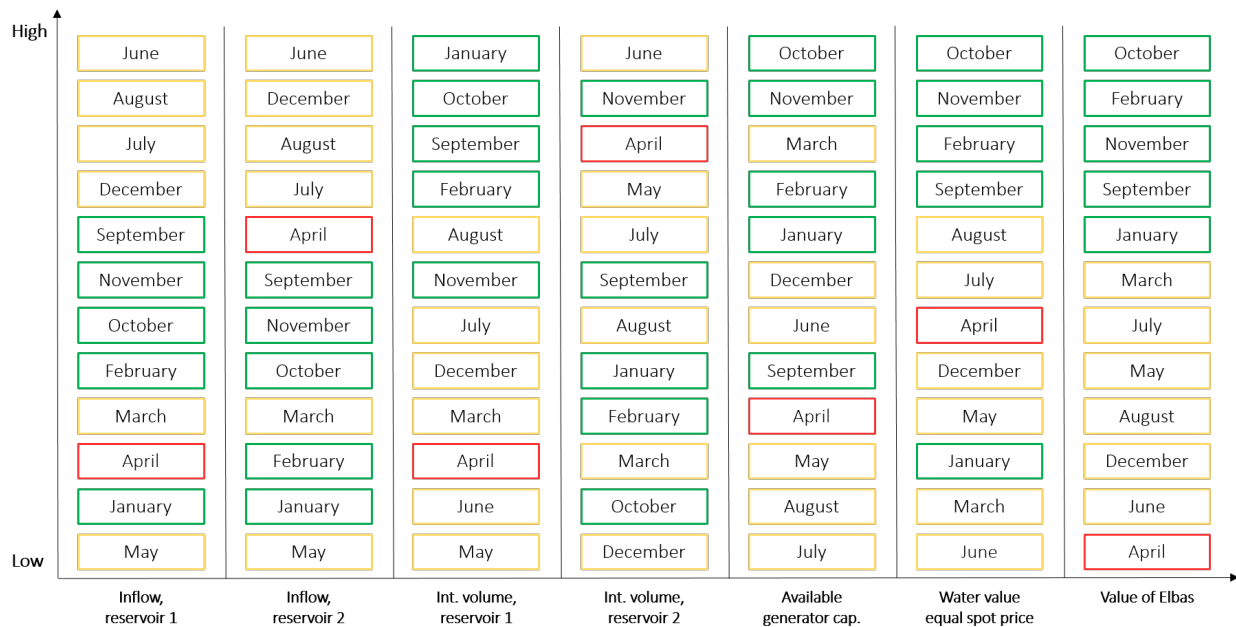 High
June
June
January
June
October
October
October
August
December
October
November
November
November
February
July
August
September
April
March
February
November
December
July
February
May
February
September
September
September
April
August
July
January
August
January
November
September
November
September
December
July
March
October
November
July
August
June
April
July
February
October
December
January
September
December
May
March
March
March
February
April
May
August
April
February
April
March
May
January
December
January
January
June
October
August
March
June
Low
May
May
May
December
July
June
April
Inflow,
reservoir 1
Inflow,
reservoir 2
Int. volume,
reservoir 1
Int. volume,
reservoir 2
Available
generator cap.
Water value
equal spot price
Value of Elbas